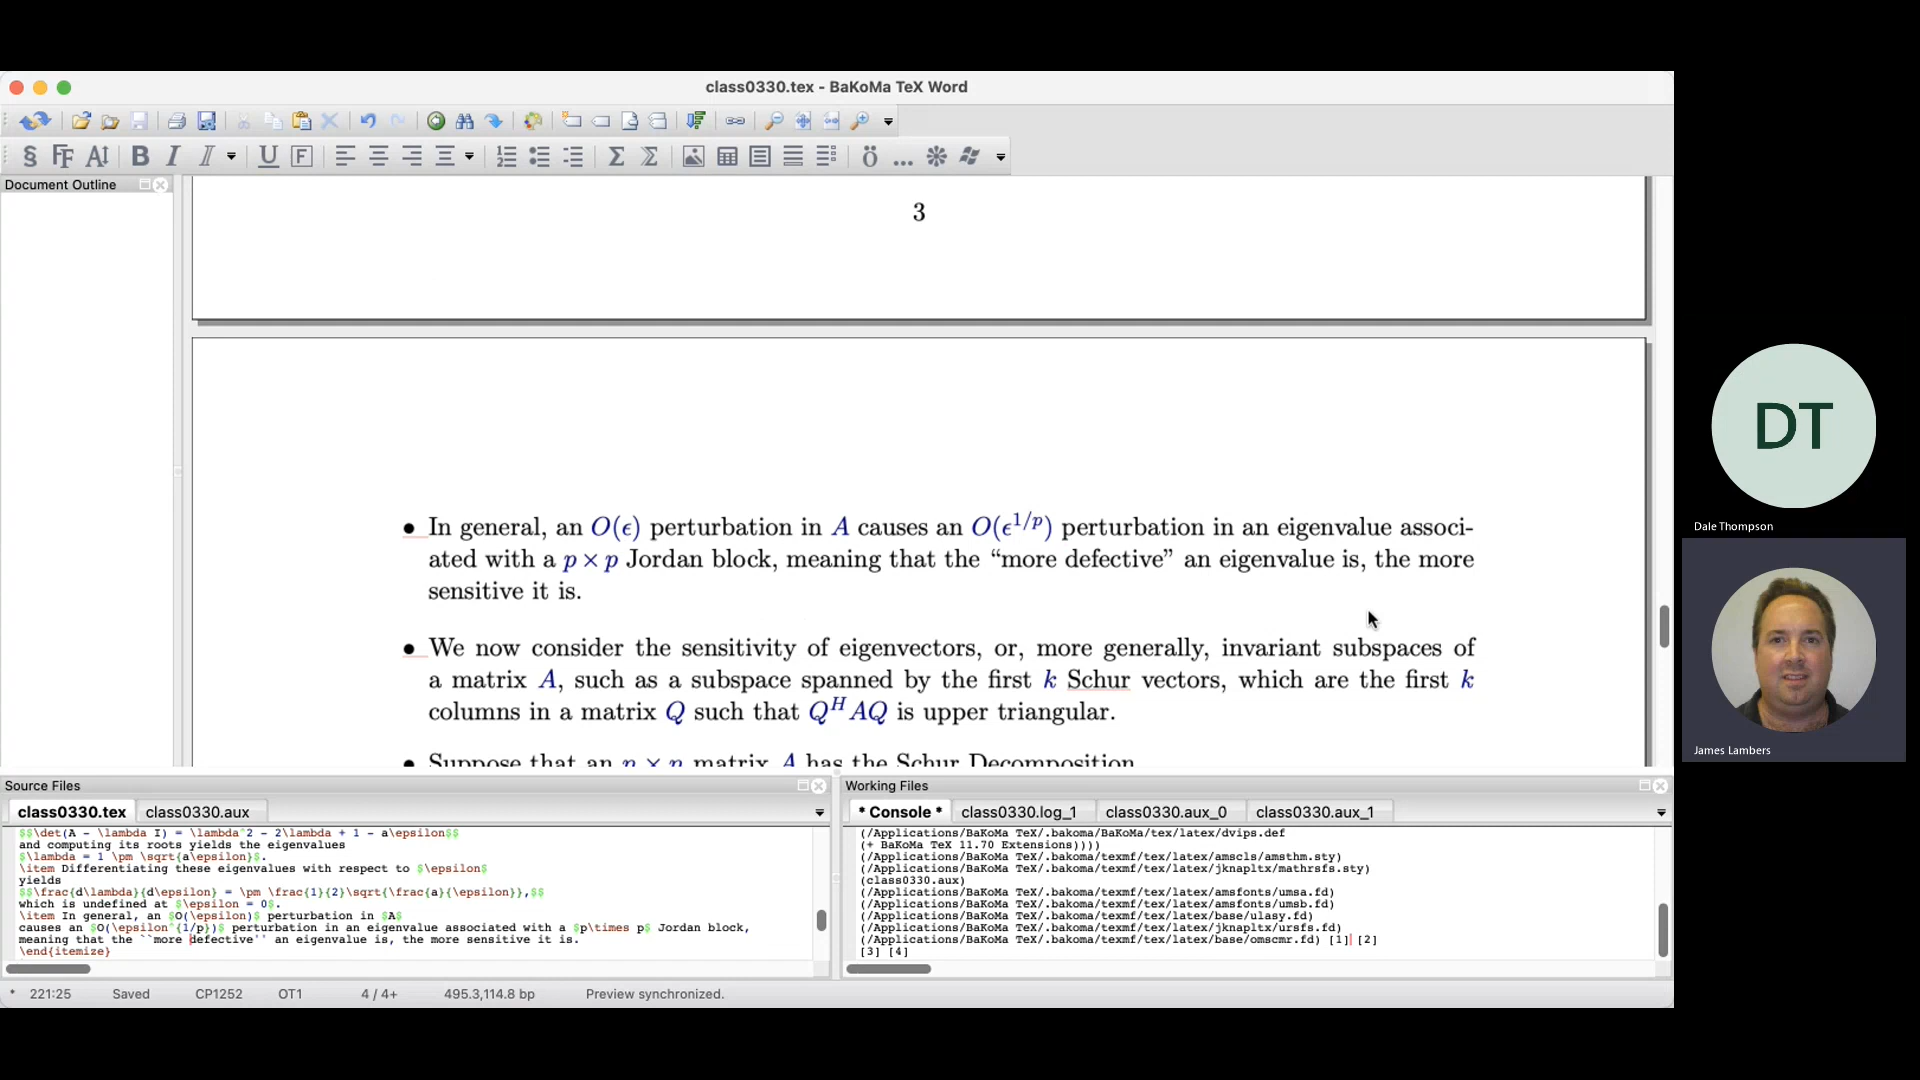 class0330.tex - BaKoMa TeX Word
Document Outline
3
• In general, an O(ϵ) perturbation in A causes an O(ϵ^{1/p}) perturbation in an eigenvalue associ-
ated with a p × p Jordan block, meaning that the “more defective” an eigenvalue is, the more
sensitive it is.
• We now consider the sensitivity of eigenvectors, or, more generally, invariant subspaces of
a matrix A, such as a subspace spanned by the first k Schur vectors, which are the first k
columns in a matrix Q such that Q^H AQ is upper triangular.
• Suppose that an n × n matrix A has the Schur Decomposition
DT
Dale Thompson
James Lambers
Source Files
class0330.tex class0330.aux
$$\det(A - \lambda I) = \lambda^2 - 2\lambda + 1 - a\epsilon$$
and computing its roots yields the eigenvalues
$\lambda = 1 \pm \sqrt{a\epsilon}$.
\item Differentiating these eigenvalues with respect to $\epsilon$
yields
$$\frac{d\lambda}{d\epsilon} = \pm \frac{1}{2}\sqrt{\frac{a}{\epsilon}},$$
which is undefined at $\epsilon = 0$.
\item In general, an $O(\epsilon)$ perturbation in $A$
causes an $O(\epsilon^{1/p})$ perturbation in an eigenvalue associated with a $p\times p$ Jordan block,
meaning that the ``more defective'' an eigenvalue is, the more sensitive it is.
\end{itemize}
Working Files
* Console * class0330.log_1 class0330.aux_0 class0330.aux_1
(/Applications/BaKoMa TeX/.bakoma/BaKoMa/tex/latex/dvips.def
(+ BaKoMa TeX 11.70 Extensions))))
(/Applications/BaKoMa TeX/.bakoma/texmf/tex/latex/amscls/amsthm.sty)
(/Applications/BaKoMa TeX/.bakoma/texmf/tex/latex/jknapltx/mathrsfs.sty)
(class0330.aux)
(/Applications/BaKoMa TeX/.bakoma/texmf/tex/latex/amsfonts/umsa.fd)
(/Applications/BaKoMa TeX/.bakoma/texmf/tex/latex/amsfonts/umsb.fd)
(/Applications/BaKoMa TeX/.bakoma/texmf/tex/latex/base/ulasy.fd)
(/Applications/BaKoMa TeX/.bakoma/texmf/tex/latex/jknapltx/ursfs.fd)
(/Applications/BaKoMa TeX/.bakoma/texmf/tex/latex/base/omscmr.fd) [1] [2]
[3] [4]
* 221:25 Saved CP1252 OT1 4 / 4+ 495.3,114.8 bp Preview synchronized.